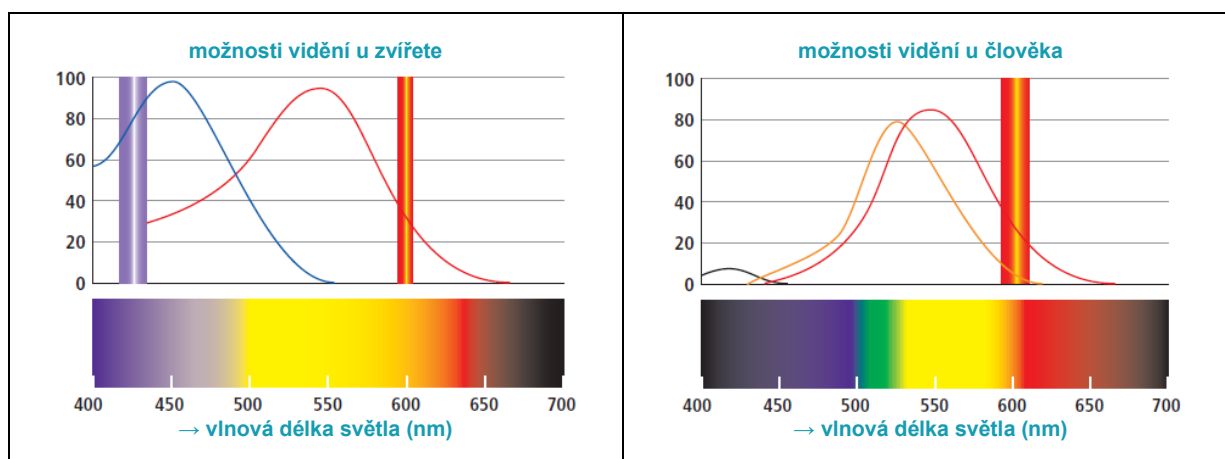 možnosti vidění u zvířete
100
80
60
40
20
0
400 450 500 550 600 650 700
→ vlnová délka světla (nm)
možnosti vidění u člověka
100
80
60
40
20
0
400 450 500 550 600 650 700
→ vlnová délka světla (nm)